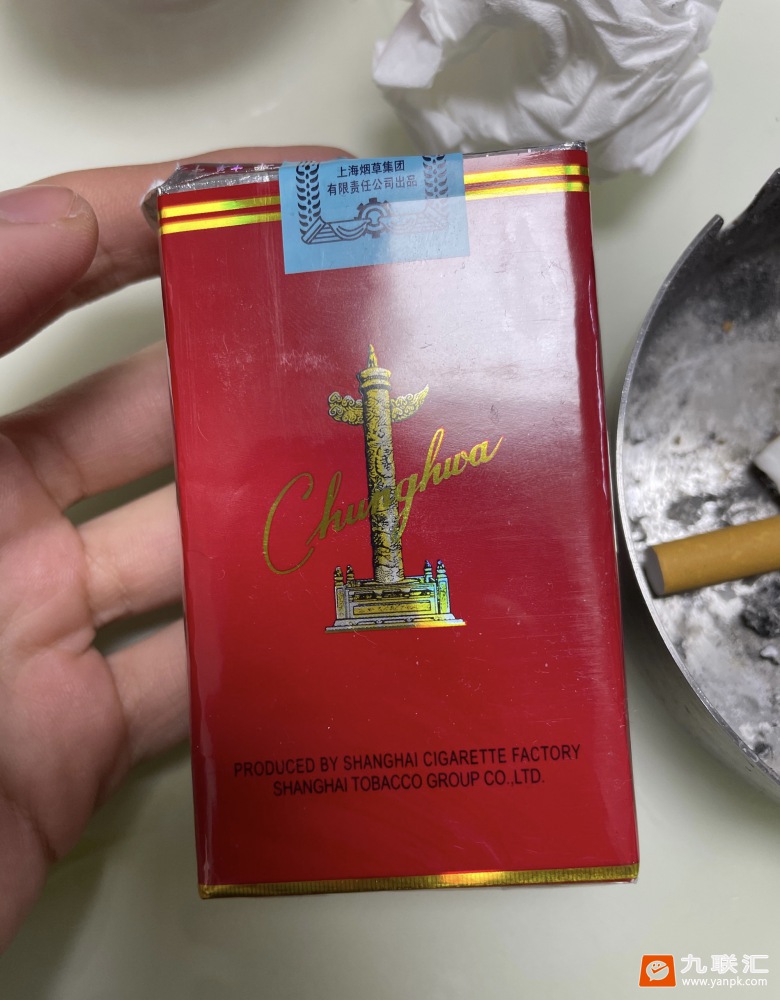 上海烟草集团
有限责任公司出品
Chunghwa
PRODUCED BY SHANGHAI CIGARETTE FACTORY
SHANGHAI TOBACCO GROUP CO.,LTD.
九联汇
www.yanpk.com